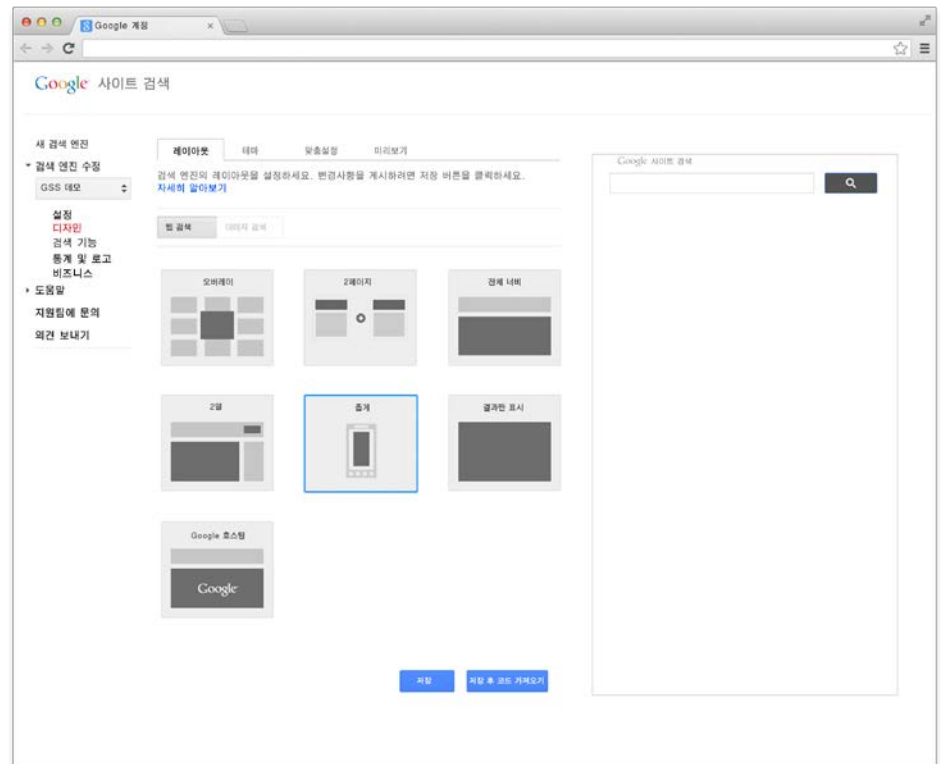 Google 계정
Google 사이트 검색
새 검색 엔진
검색 엔진 수정
GSS 데모
설정
디자인
검색 기능
통계 및 로고
비즈니스
도움말
지원팀에 문의
의견 보내기
레이아웃 테마 맞춤설정 미리보기
검색 엔진의 레이아웃을 설정하세요. 변경사항을 게시하려면 저장 버튼을 클릭하세요.
자세히 알아보기
웹 검색 이미지 검색
오버레이 2페이지 전체 너비
2열 좁게 결과만 표시
Google 호스팅
Google
저장 저장 후 코드 가져오기
Google 사이트 검색